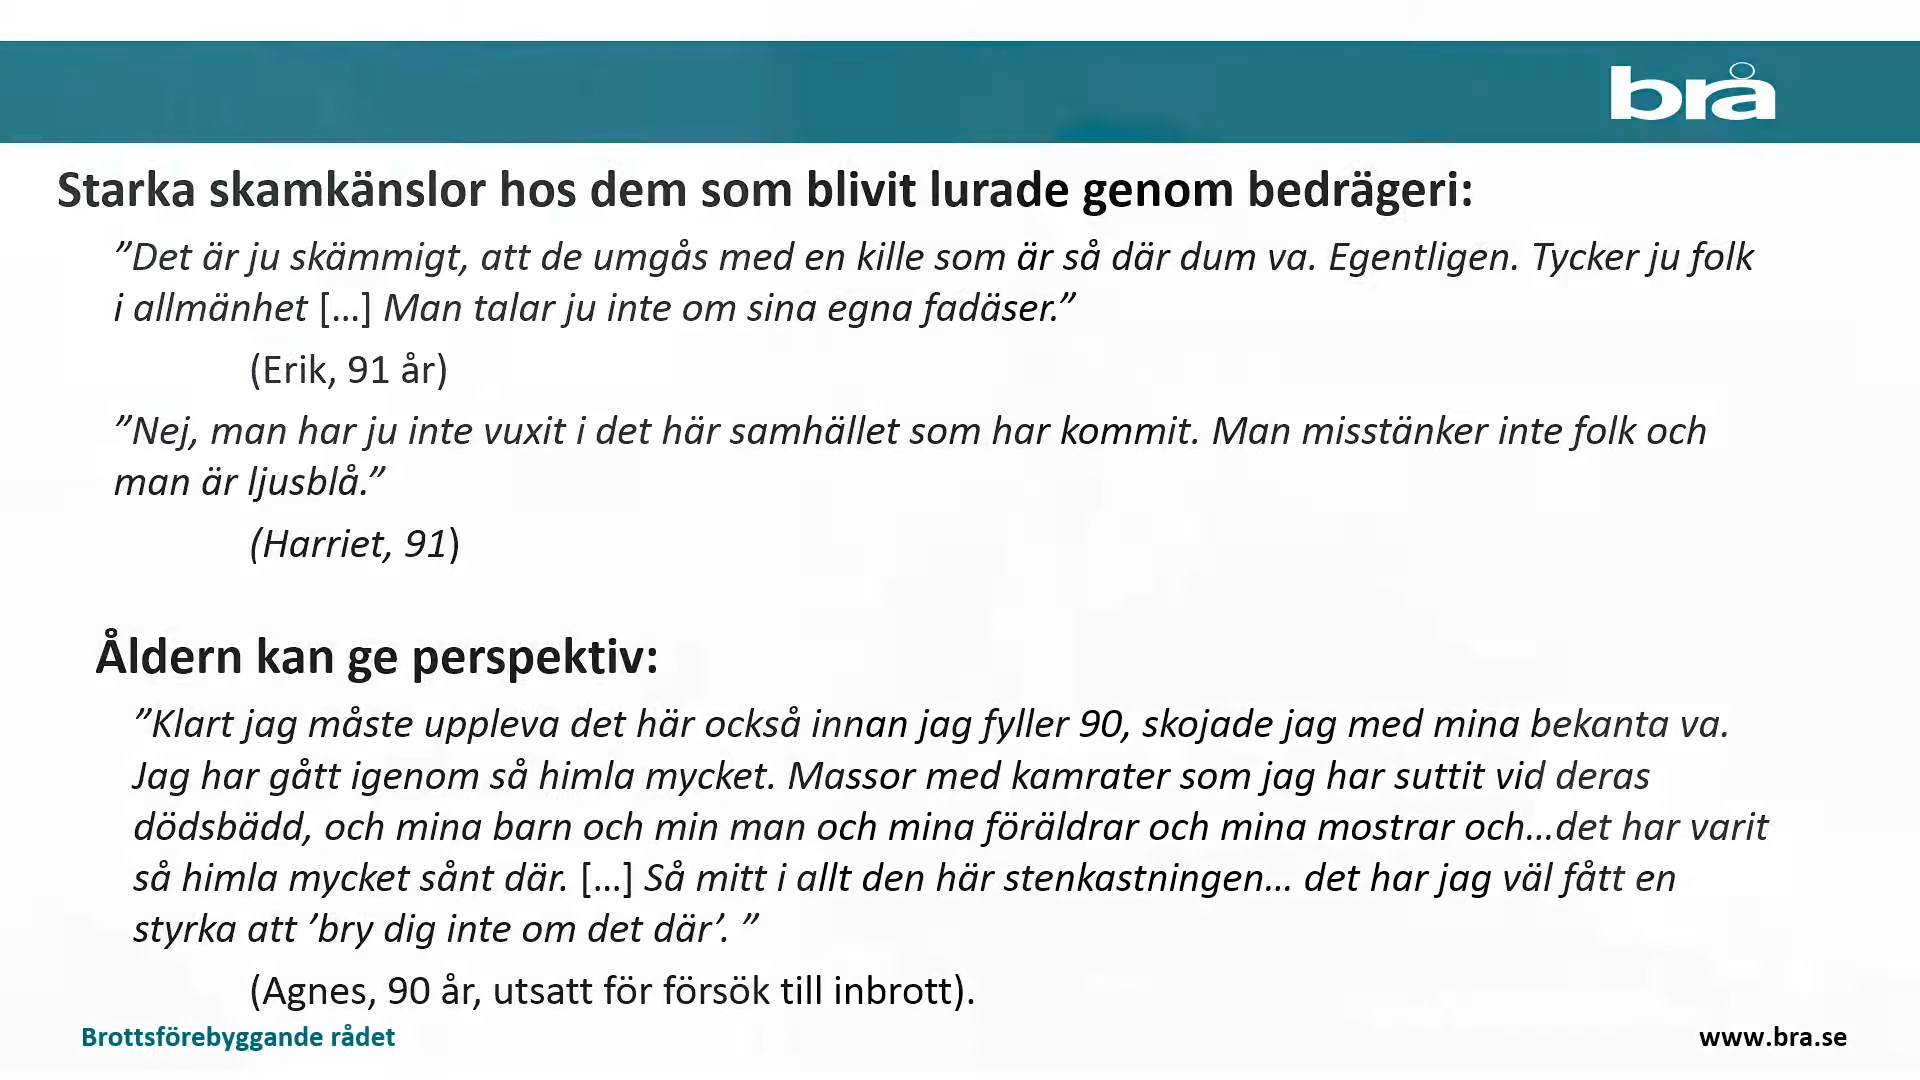 brå
Starka skamkänslor hos dem som blivit lurade genom bedrägeri:
”Det är ju skämmigt, att de umgås med en kille som är så där dum va. Egentligen. Tycker ju folk
i allmänhet […] Man talar ju inte om sina egna fadäser.”
(Erik, 91 år)
”Nej, man har ju inte vuxit i det här samhället som har kommit. Man misstänker inte folk och
man är ljusblå.”
(Harriet, 91)
Åldern kan ge perspektiv:
”Klart jag måste uppleva det här också innan jag fyller 90, skojade jag med mina bekanta va.
Jag har gått igenom så himla mycket. Massor med kamrater som jag har suttit vid deras
dödsbädd, och mina barn och min man och mina föräldrar och mina mostrar och…det har varit
så himla mycket sånt där. […] Så mitt i allt den här stenkastningen… det har jag väl fått en
styrka att ’bry dig inte om det där’. ”
(Agnes, 90 år, utsatt för försök till inbrott).
Brottsförebyggande rådet
www.bra.se